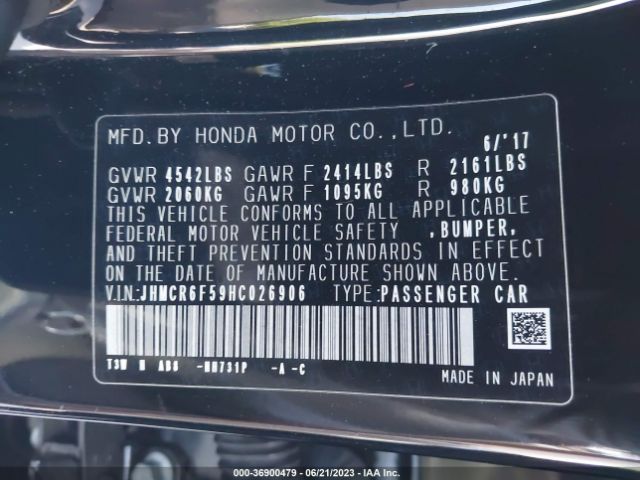 MFD.BY HONDA MOTOR CO.,LTD.
6/'17
GVWR 4542LBS GAWR F 2414LBS R 2161LBS
GVWR 2060KG GAWR F 1095KG R 980KG
THIS VEHICLE CONFORMS TO ALL APPLICABLE
FEDERAL MOTOR VEHICLE SAFETY ,BUMPER,
AND THEFT PREVENTION STANDARDS IN EFFECT
ON THE DATE OF MANUFACTURE SHOWN ABOVE.
V.I.N:JHMCR6F59HC026906 TYPE:PASSENGER CAR
-A -C
MADE IN JAPAN
000-36900479 - 06/21/2023 - IAA Inc.